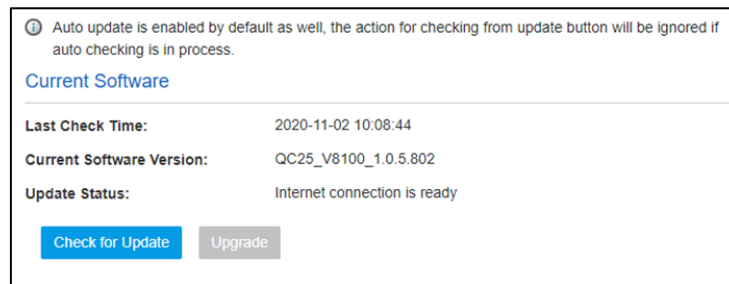 Auto update is enabled by default as well, the action for checking from update button will be ignored if
auto checking is in process.
Current Software
Last Check Time: 2020-11-02 10:08:44
Current Software Version: QC25_V8100_1.0.5.802
Update Status: Internet connection is ready
Check for Update Upgrade